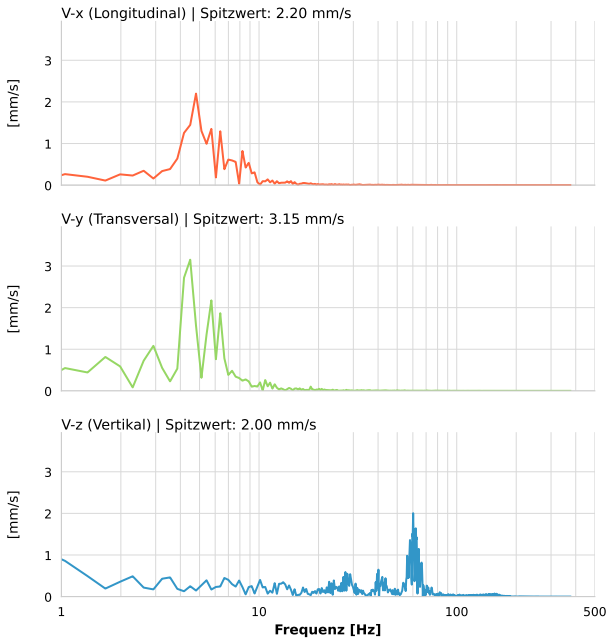 V-x (Longitudinal) | Spitzwert: 2.20 mm/s
[mm/s]
3
2
1
0
V-y (Transversal) | Spitzwert: 3.15 mm/s
[mm/s]
3
2
1
0
V-z (Vertikal) | Spitzwert: 2.00 mm/s
[mm/s]
3
2
1
0
1 10 100 500
Frequenz [Hz]